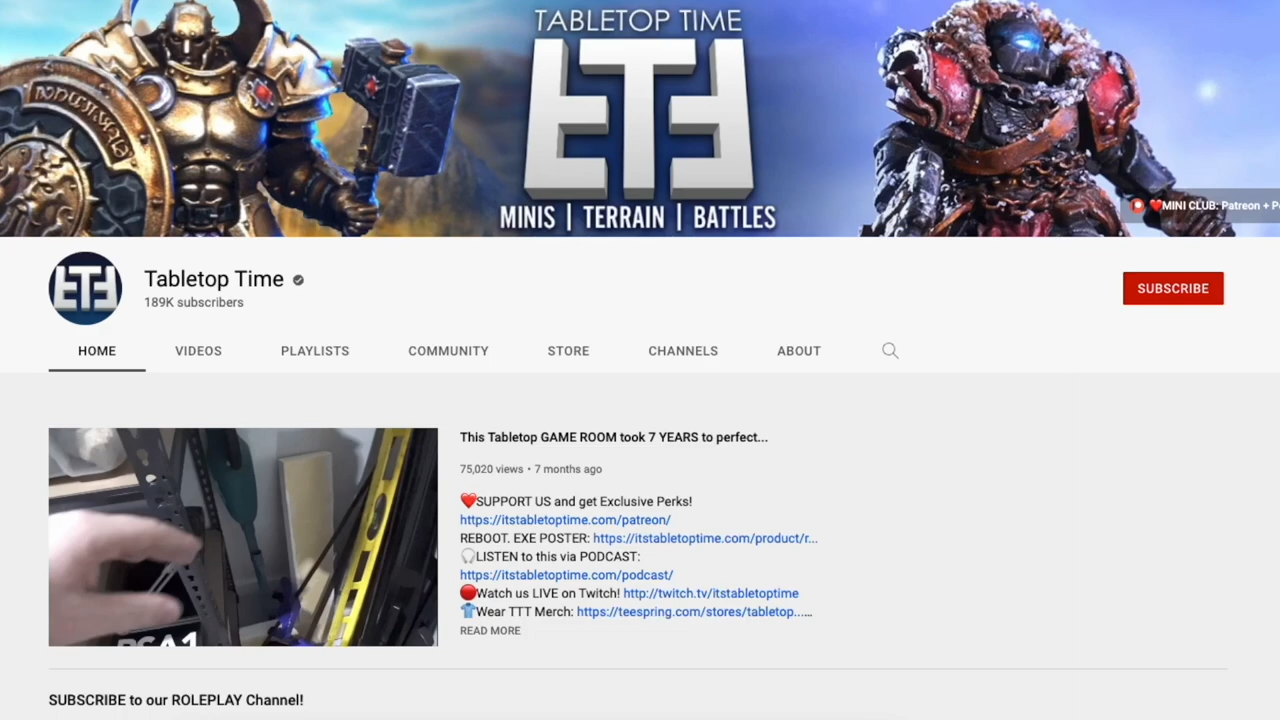 TABLETOP TIME
TTT
MINIS | TERRAIN | BATTLES
MINI CLUB: Patreon + P
Tabletop Time
189K subscribers
SUBSCRIBE
HOME VIDEOS PLAYLISTS COMMUNITY STORE CHANNELS ABOUT
This Tabletop GAME ROOM took 7 YEARS to perfect...
75,020 views • 7 months ago
❤️SUPPORT US and get Exclusive Perks!
https://itstabletoptime.com/patreon/
REBOOT. EXE POSTER: https://itstabletoptime.com/product/r...
🎧LISTEN to this via PODCAST:
https://itstabletoptime.com/podcast/
🔴Watch us LIVE on Twitch! http://twitch.tv/itstabletoptime
👕Wear TTT Merch: https://teespring.com/stores/tabletop......
READ MORE
SUBSCRIBE to our ROLEPLAY Channel!